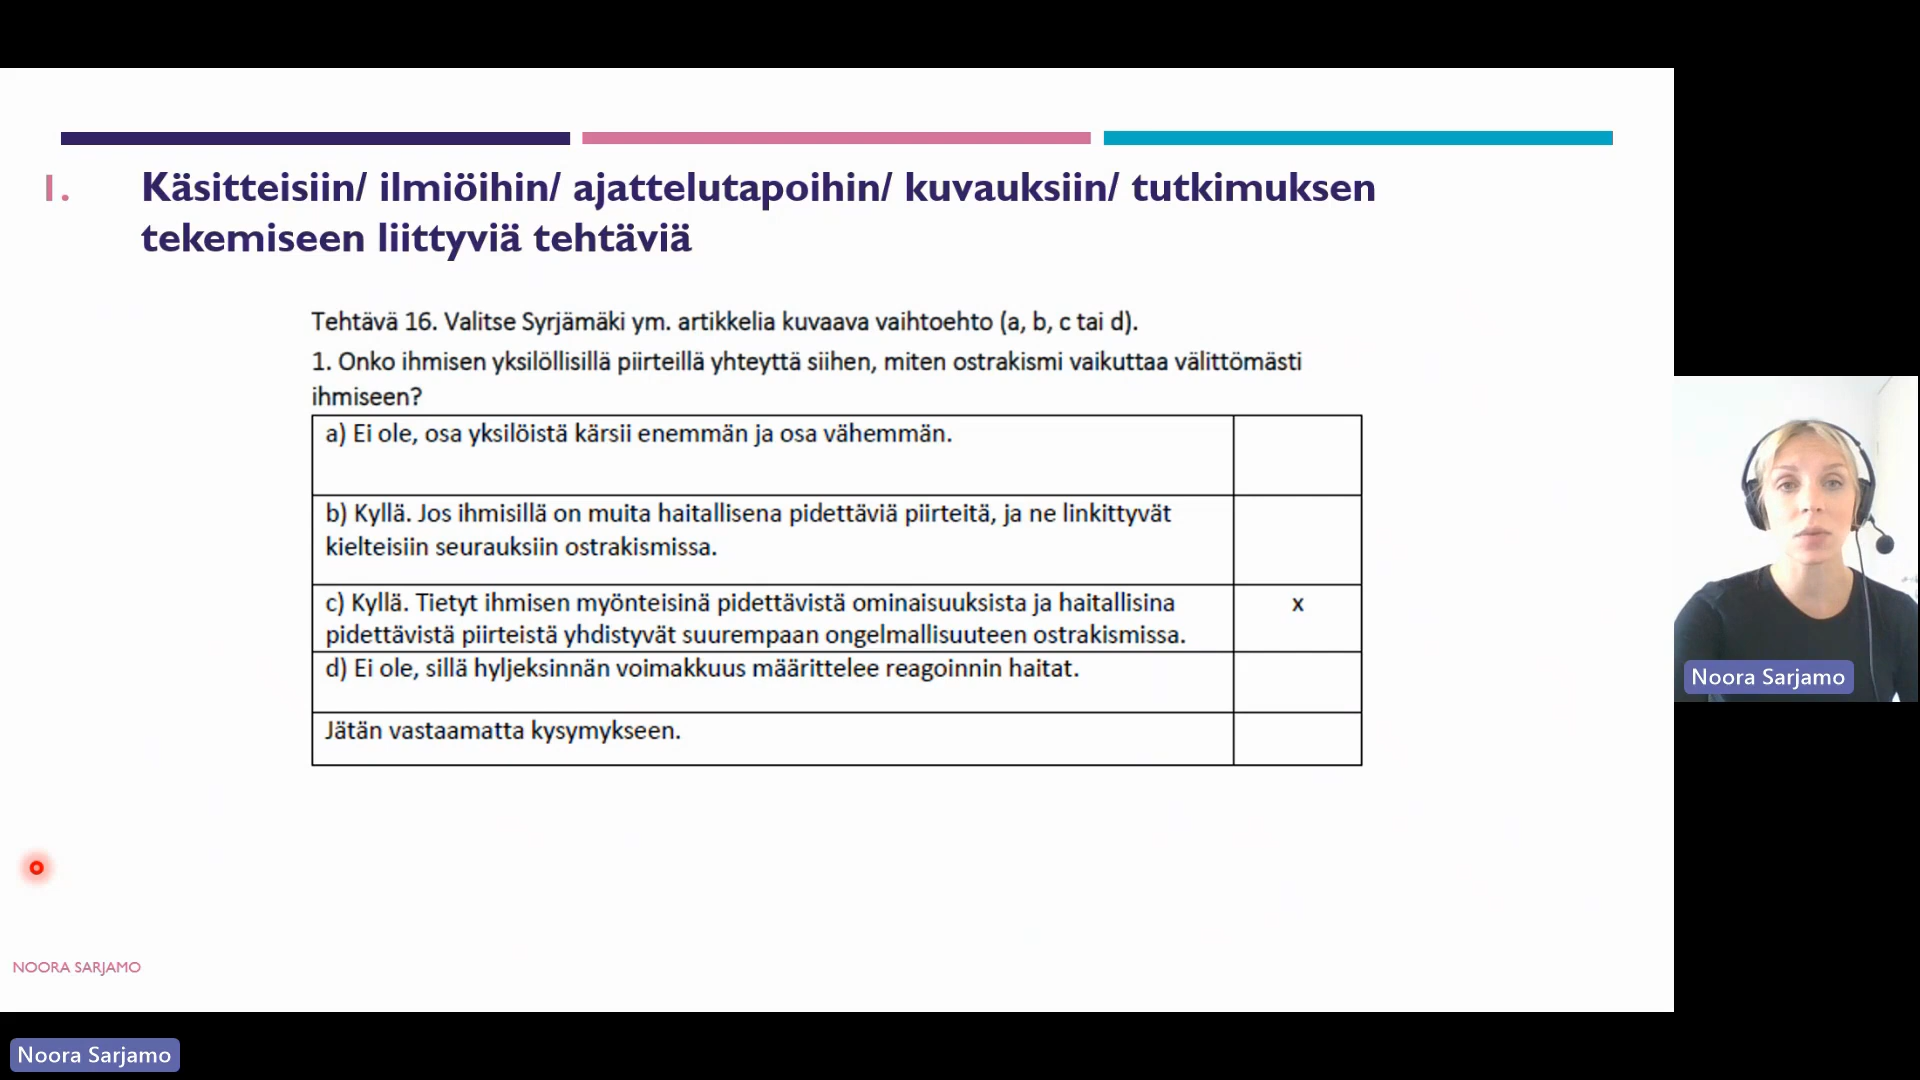 1. Käsitteisiin/ ilmiöihin/ ajattelutapoihin/ kuvauksiin/ tutkimuksen
tekemiseen liittyviä tehtäviä
Tehtävä 16. Valitse Syrjämäki ym. artikkelia kuvaava vaihtoehto (a, b, c tai d).
1. Onko ihmisen yksilöllisillä piirteillä yhteyttä siihen, miten ostrakismi vaikuttaa välittömästi
ihmiseen?
a) Ei ole, osa yksilöistä kärsii enemmän ja osa vähemmän.
b) Kyllä. Jos ihmisillä on muita haitallisena pidettäviä piirteitä, ja ne linkittyvät
kielteisiin seurauksiin ostrakismissa.
c) Kyllä. Tietyt ihmisen myönteisinä pidettävistä ominaisuuksista ja haitallisina x
pidettävistä piirteistä yhdistyvät suurempaan ongelmallisuuteen ostrakismissa.
d) Ei ole, sillä hyljeksinnän voimakkuus määrittelee reagoinnin haitat.
Jätän vastaamatta kysymykseen.
Noora Sarjamo
NOORA SARJAMO
Noora Sarjamo